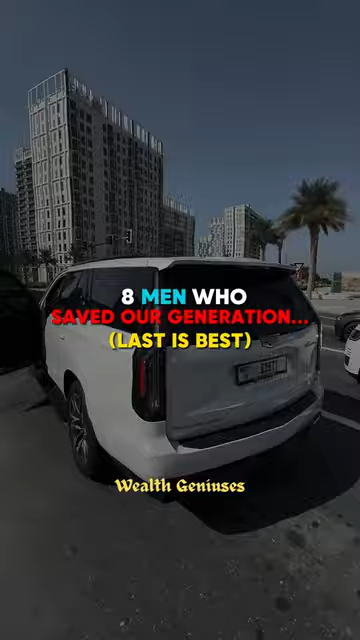 8 MEN WHO
SAVED OUR GENERATION...
(LAST IS BEST)
Wealth Geniuses